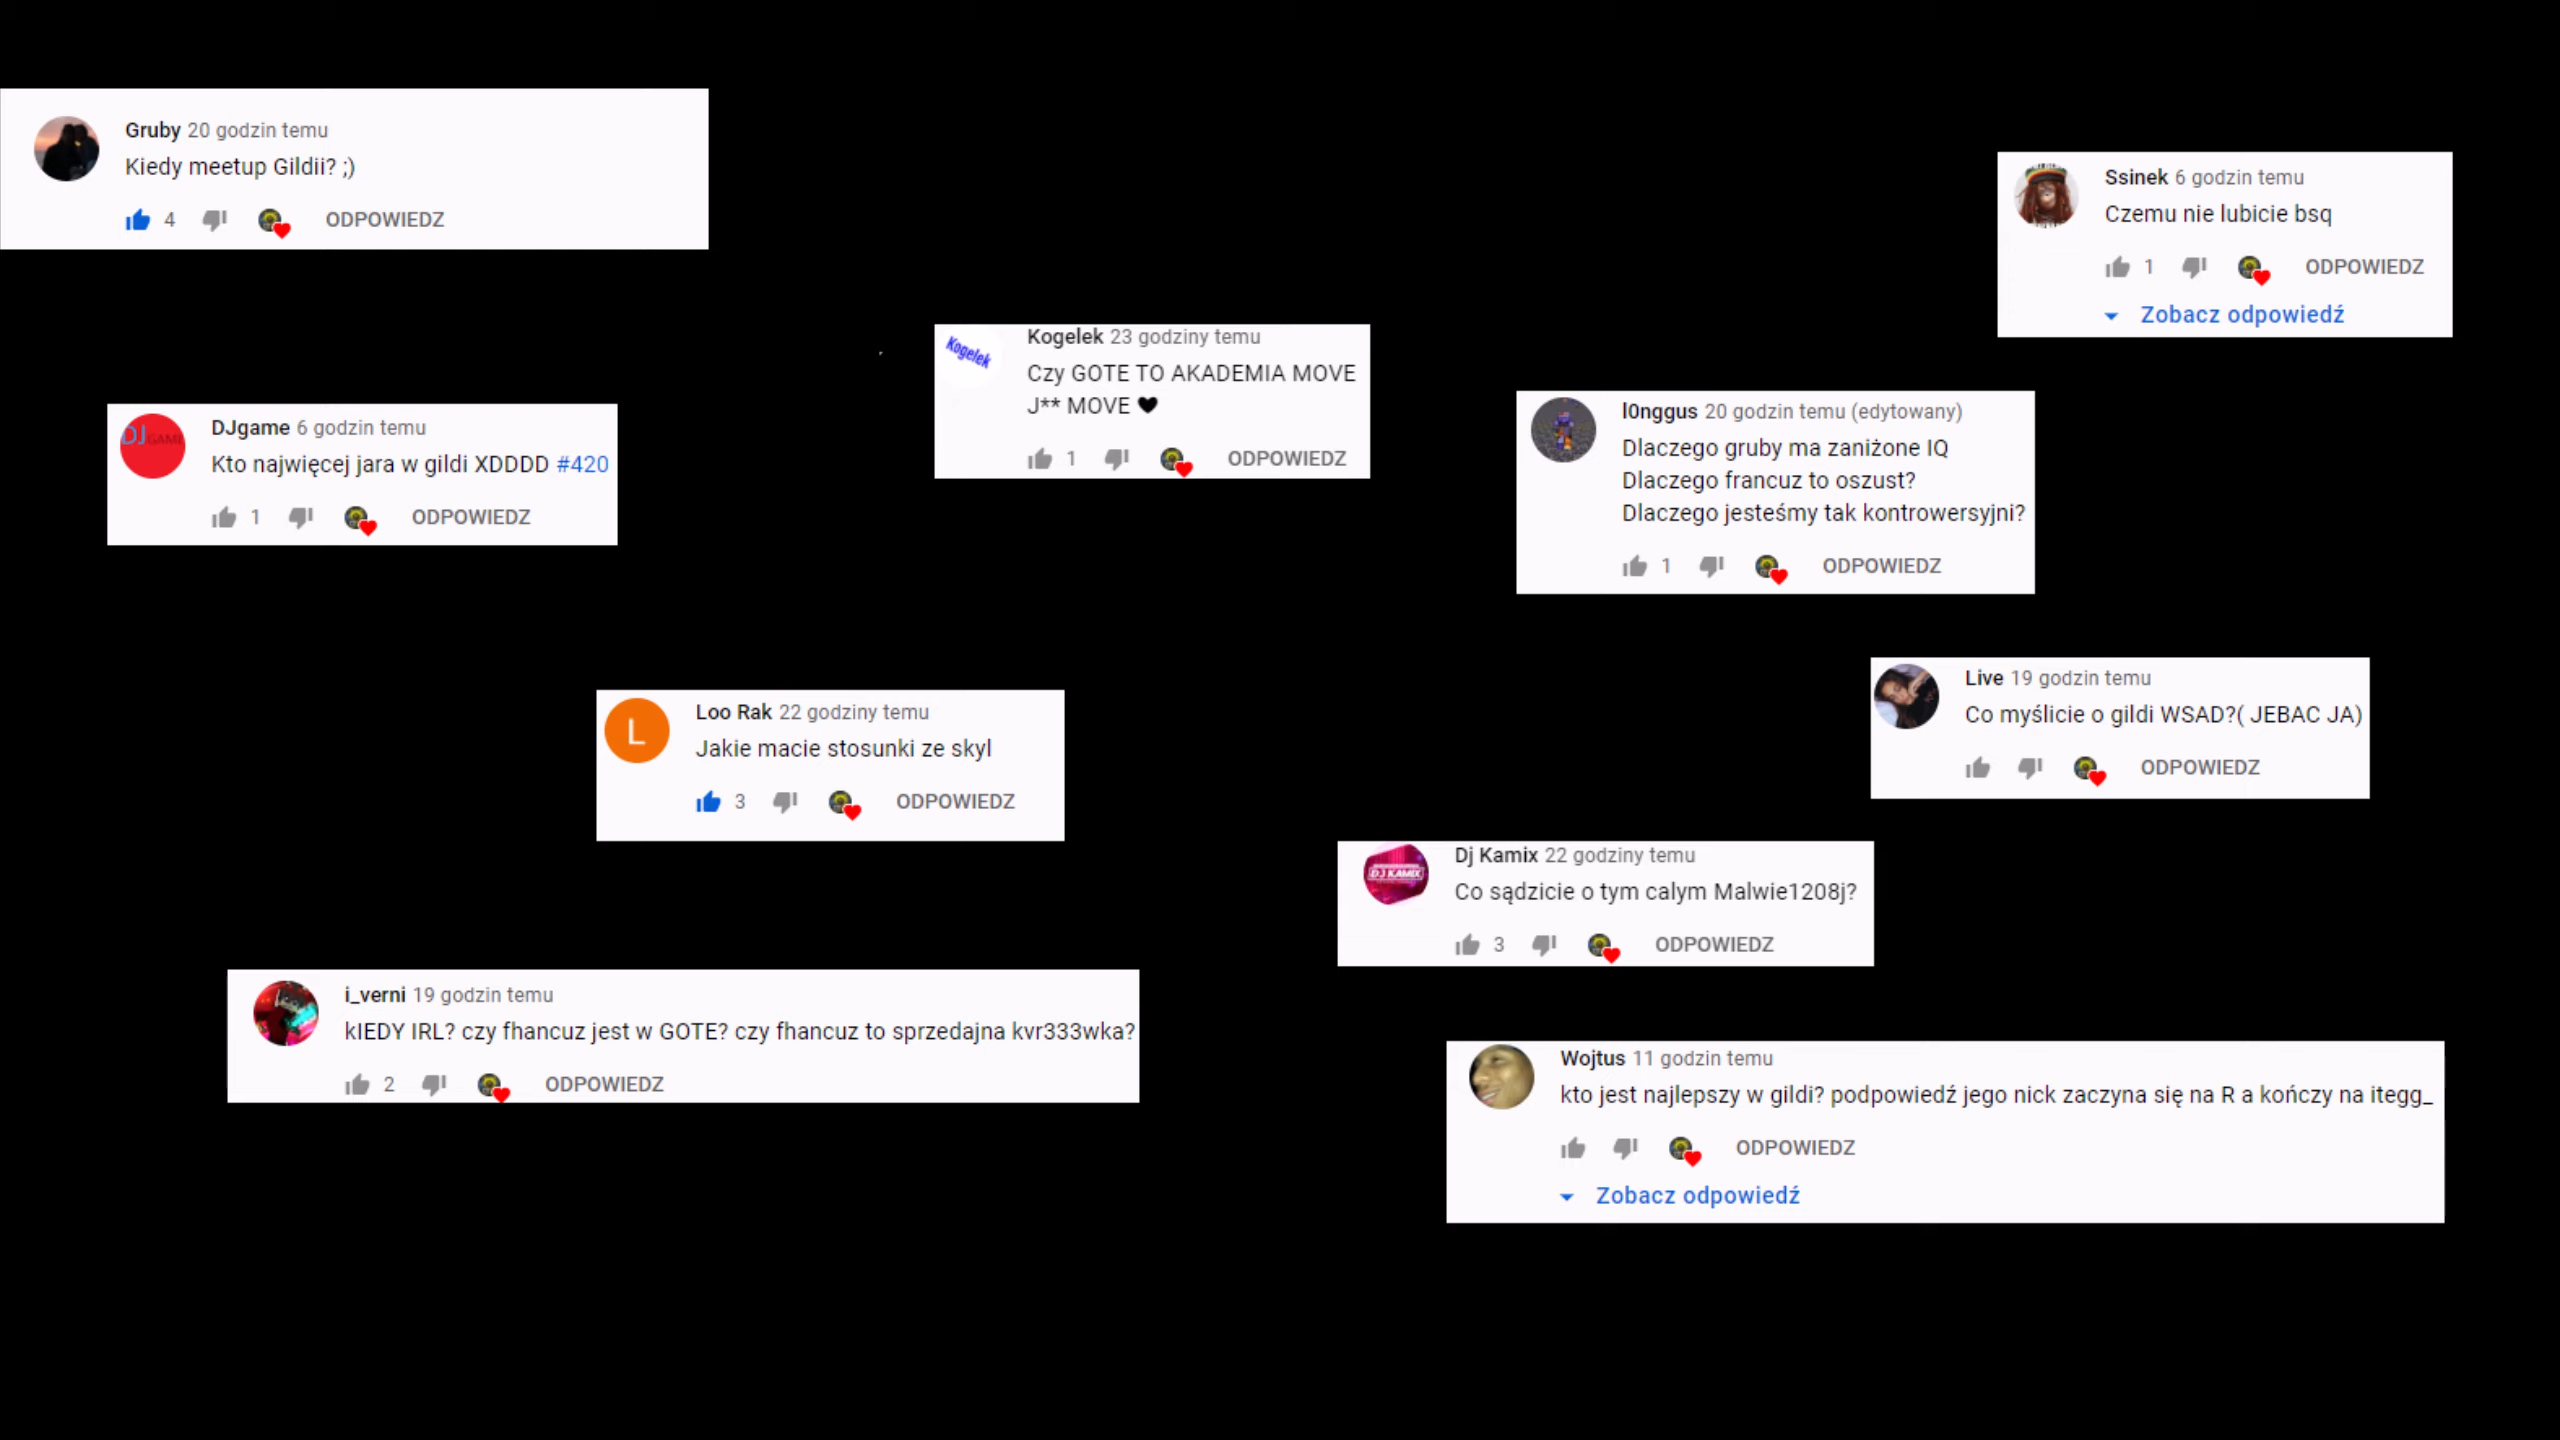 Gruby 20 godzin temu
Kiedy meetup Gildii? ;)
4 ODPOWIEDZ
Ssinek 6 godzin temu
Czemu nie lubicie bsq
1 ODPOWIEDZ
Zobacz odpowiedź
Kogelek
Kogelek 23 godziny temu
Czy GOTE TO AKADEMIA MOVE
J** MOVE 🖤
1 ODPOWIEDZ
DJ GAME
DJgame 6 godzin temu
Kto najwięcej jara w gildi XDDDD #420
1 ODPOWIEDZ
l0nggus 20 godzin temu (edytowany)
Dlaczego gruby ma zaniżone IQ
Dlaczego francuz to oszust?
Dlaczego jesteśmy tak kontrowersyjni?
1 ODPOWIEDZ
L
Loo Rak 22 godziny temu
Jakie macie stosunki ze skyl
3 ODPOWIEDZ
Live 19 godzin temu
Co myślicie o gildi WSAD?( JEBAC JA)
ODPOWIEDZ
DJ KAMIX
Dj Kamix 22 godziny temu
Co sądzicie o tym calym Malwie1208j?
3 ODPOWIEDZ
i_verni 19 godzin temu
kIEDY IRL? czy fhancuz jest w GOTE? czy fhancuz to sprzedajna kvr333wka?
2 ODPOWIEDZ
Wojtus 11 godzin temu
kto jest najlepszy w gildi? podpowiedź jego nick zaczyna się na R a kończy na itegg_
ODPOWIEDZ
Zobacz odpowiedź